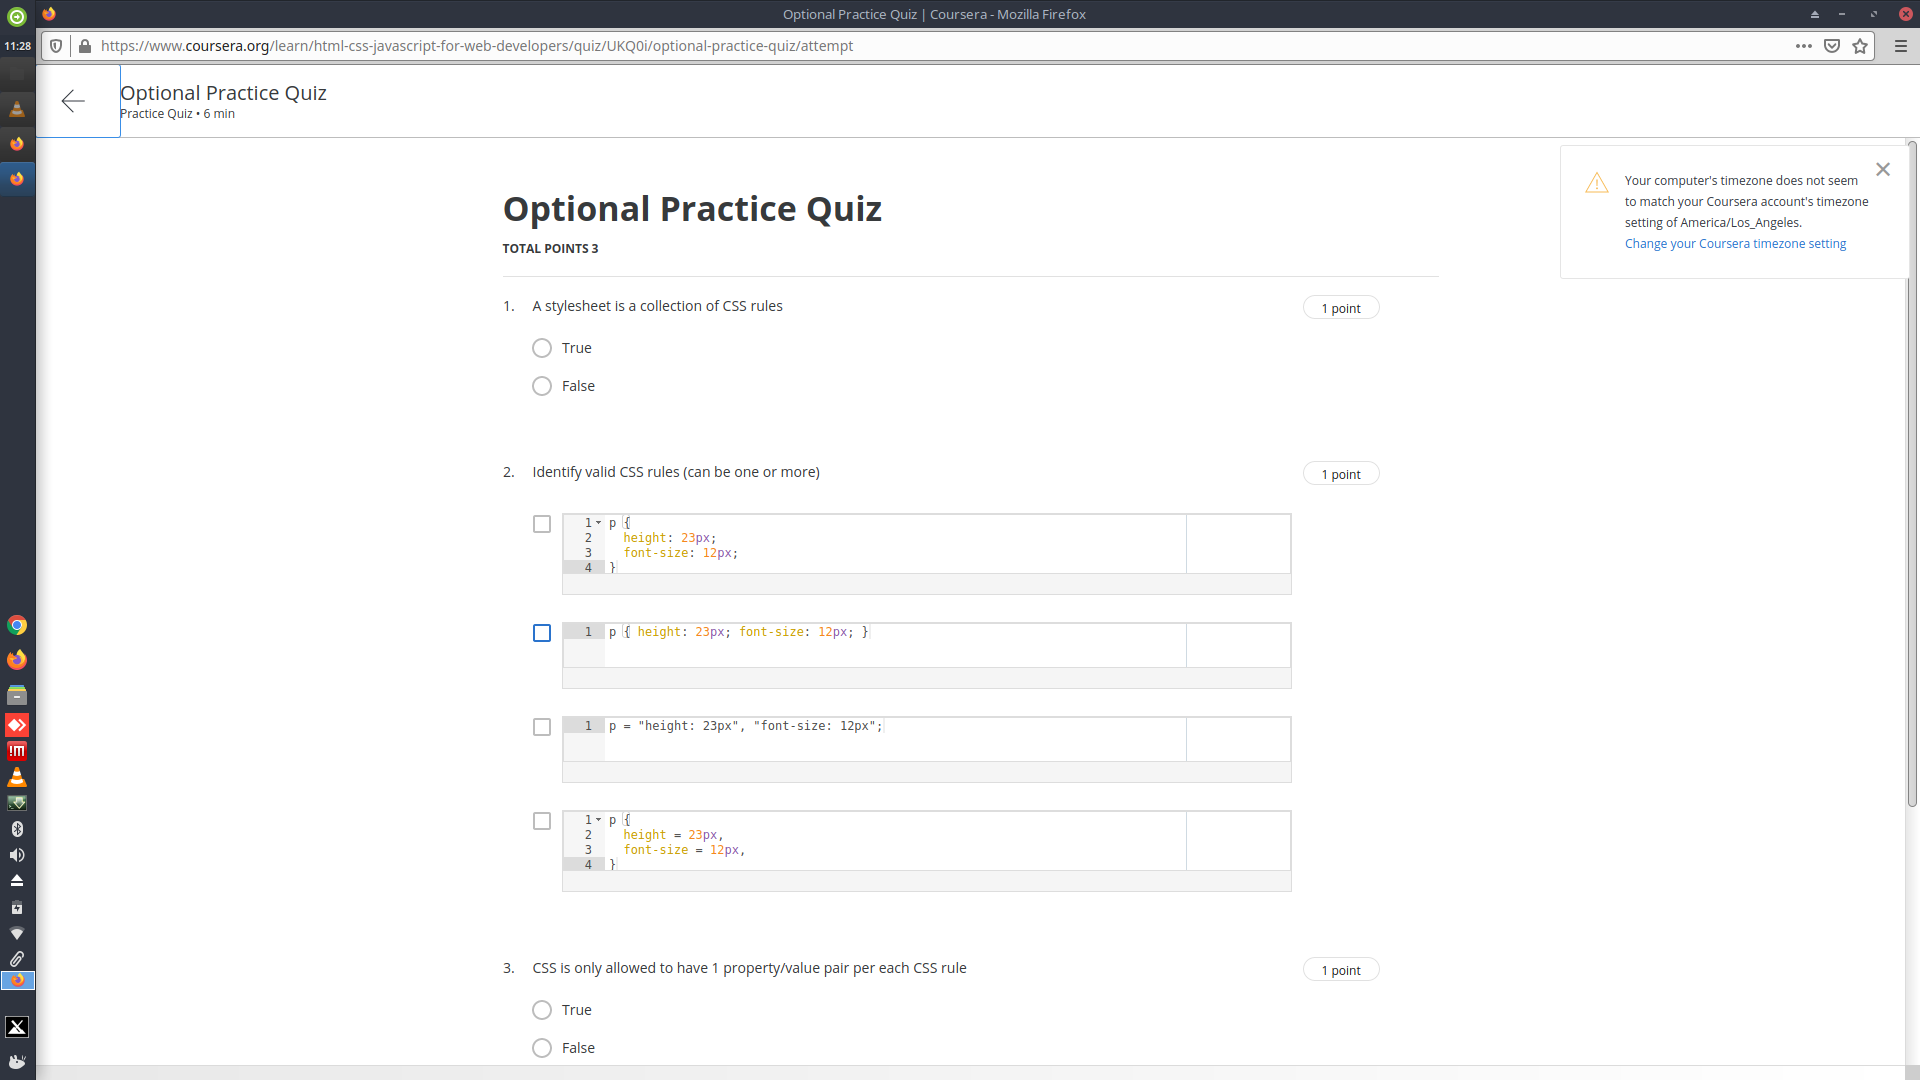 Optional Practice Quiz | Coursera - Mozilla Firefox
11:28
https://www.coursera.org/learn/html-css-javascript-for-web-developers/quiz/UKQ0i/optional-practice-quiz/attempt
Optional Practice Quiz
Practice Quiz • 6 min
Your computer's timezone does not seem
to match your Coursera account's timezone
setting of America/Los_Angeles.
Change your Coursera timezone setting
Optional Practice Quiz
TOTAL POINTS 3
1. A stylesheet is a collection of CSS rules
1 point
True
False
2. Identify valid CSS rules (can be one or more)
1 point
1 p {
2 height: 23px;
3 font-size: 12px;
4 }
1 p { height: 23px; font-size: 12px; }
1 p = "height: 23px", "font-size: 12px";
1 p {
2 height = 23px,
3 font-size = 12px,
4 }
3. CSS is only allowed to have 1 property/value pair per each CSS rule
1 point
True
False